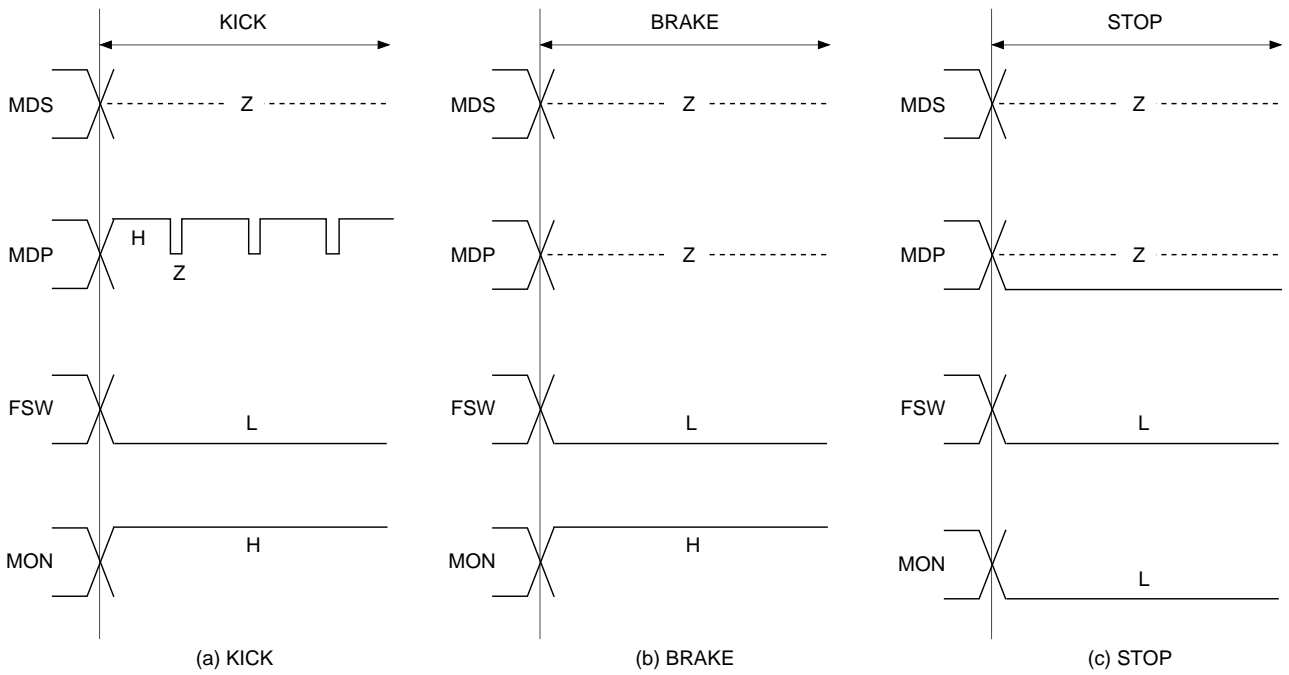 KICK
MDS
Z
MDP
H
Z
FSW
L
MON
H
(a) KICK
BRAKE
MDS
Z
MDP
Z
FSW
L
MON
H
(b) BRAKE
STOP
MDS
Z
MDP
Z
FSW
L
MON
L
(c) STOP